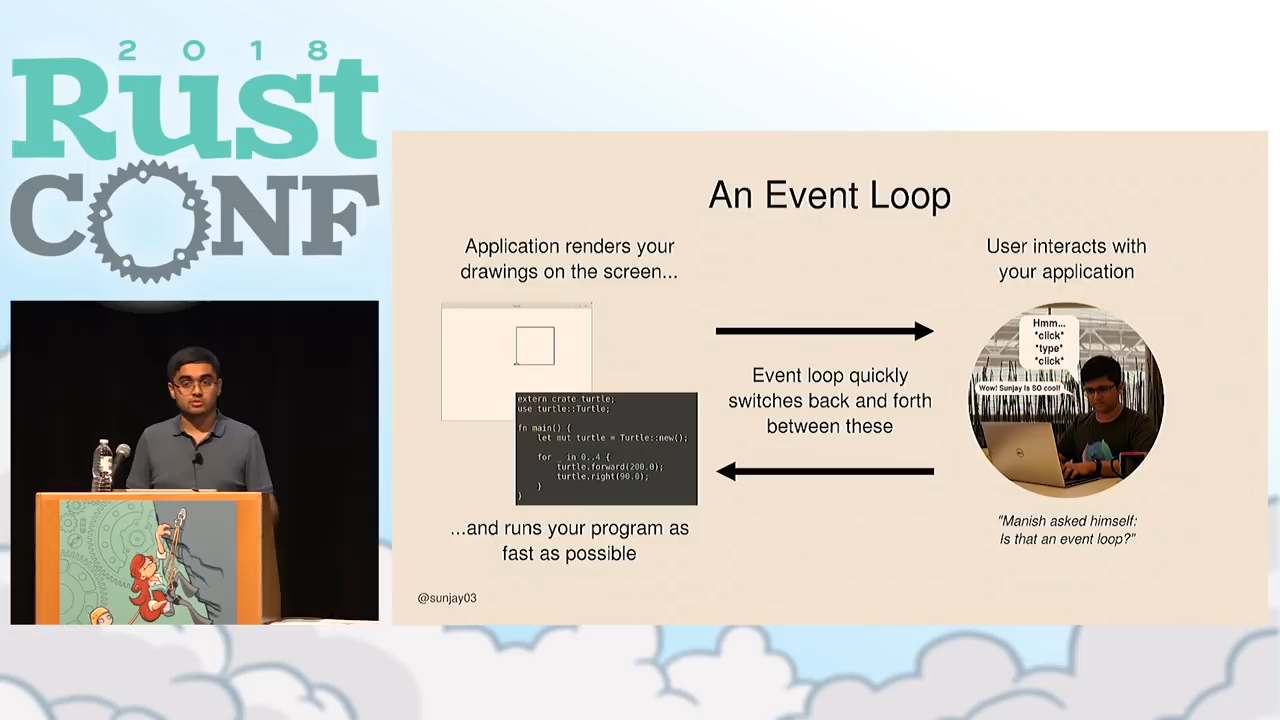 2018
Rust
CONF
An Event Loop
Application renders your
drawings on the screen...
User interacts with
your application
Hmm...
*click*
*type*
*click*
Wow! Sunjay is SO cool!
Event loop quickly
switches back and forth
between these
extern crate turtle;
use turtle::Turtle;
fn main() {
let mut turtle = Turtle::new();
for _ in 0..4 {
turtle.forward(200.0);
turtle.right(90.0);
}
}
...and runs your program as
fast as possible
"Manish asked himself:
Is that an event loop?"
@sunjay03